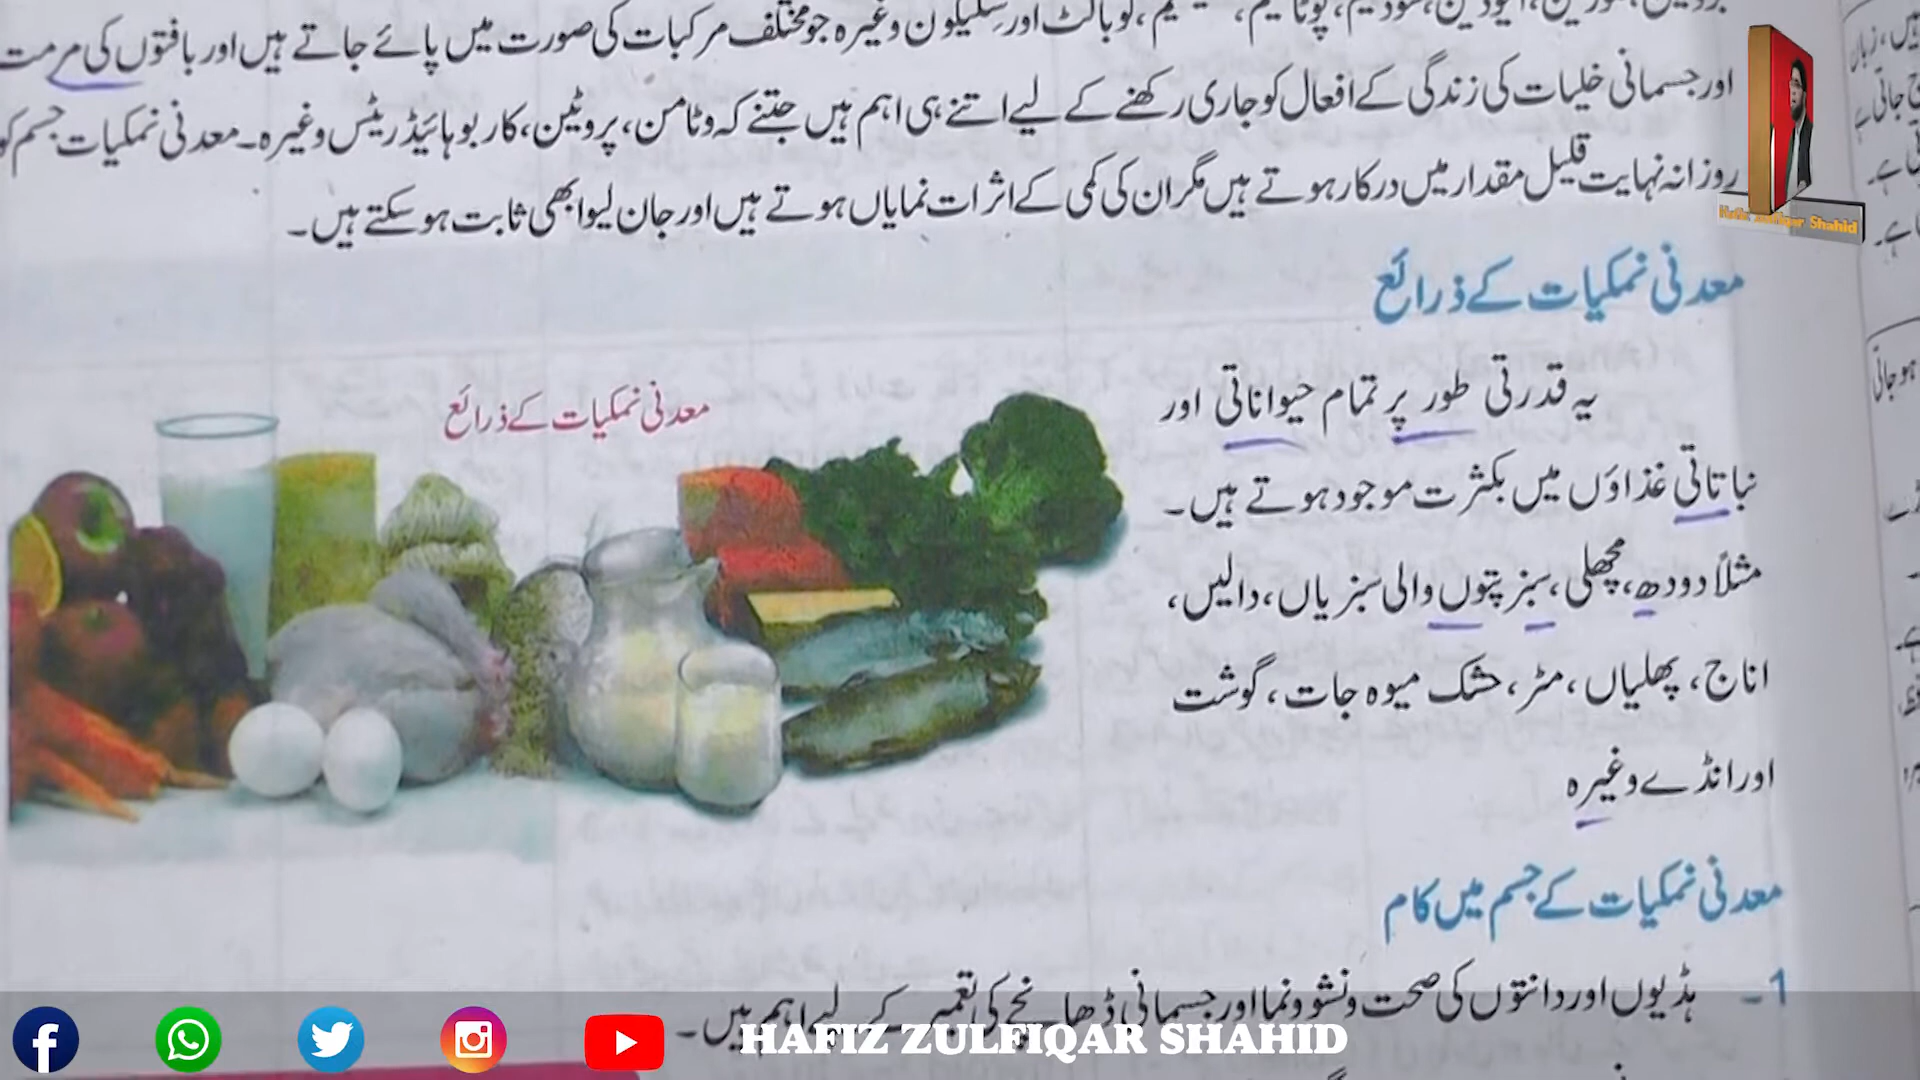 کوبالٹ اور سلیکون وغیرہ جو مختلف مرکبات کی صورت میں پائے جاتے ہیں اور بافتوں کی مرمت
اور جسمانی خلیات کی زندگی کے افعال کو جاری رکھنے کے لیے اتنے ہی اہم ہیں جتنے کہ وٹامن، پروٹین، کاربوہائیڈریٹس وغیرہ۔ معدنی نمکیات جسم کو
روزانہ نہایت قلیل مقدار میں درکار ہوتے ہیں مگر ان کی کمی کے اثرات نمایاں ہوتے ہیں اور جان لیوا بھی ثابت ہو سکتے ہیں۔
Hafiz Zulfiqar Shahid
معدنی نمکیات کے ذرائع
معدنی نمکیات کے ذرائع
یہ قدرتی طور پر تمام حیواناتی اور
نباتاتی غذاؤں میں بکثرت موجود ہوتے ہیں۔
مثلاً دودھ، مچھلی، سبز پتوں والی سبزیاں، دالیں،
اناج، پھلیاں، مٹر، خشک میوہ جات، گوشت
اور انڈے وغیرہ
معدنی نمکیات کے جسم میں کام
1- ہڈیوں اور دانتوں کی صحت و نشوونما اور جسمانی ڈھانچے کی تعمیر کے لیے اہم ہیں۔
HAFIZ ZULFIQAR SHAHID